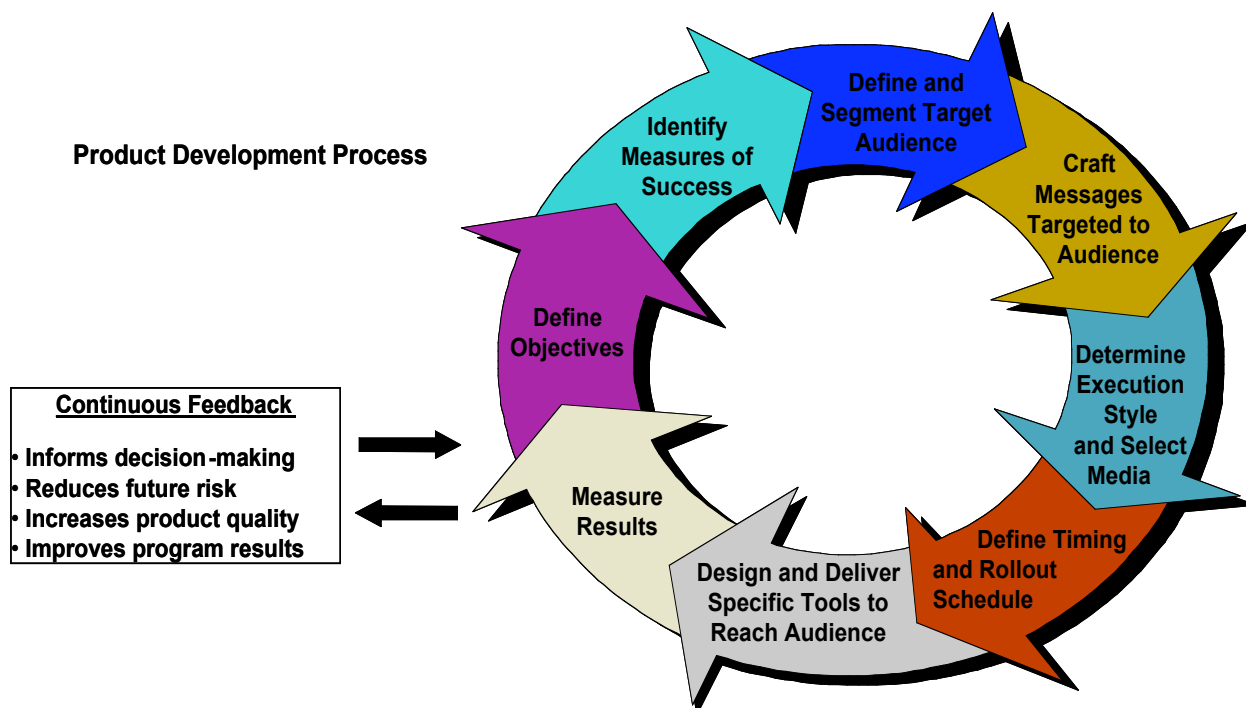 Product Development Process
Define
Objectives
Identify
Measures of
Success
Define and
Segment Target
Audience
Craft
Messages
Targeted to
Audience
Determine
Execution
Style
and Select
Media
Define Timing
and Rollout
Schedule
Design and Deliver
Specific Tools to
Reach Audience
Measure
Results
Continuous Feedback
• Informs decision-making
• Reduces future risk
• Increases product quality
• Improves program results